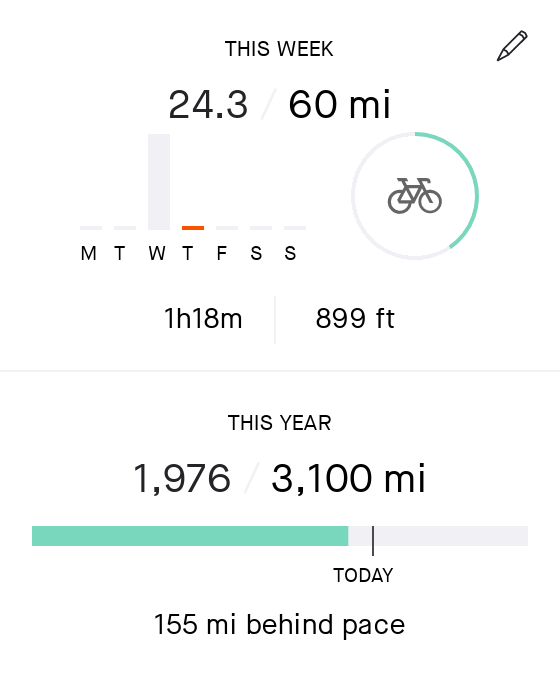 THIS WEEK
24.3 / 60 mi
M T W T F S S
1h18m 899 ft
THIS YEAR
1,976 / 3,100 mi
TODAY
155 mi behind pace